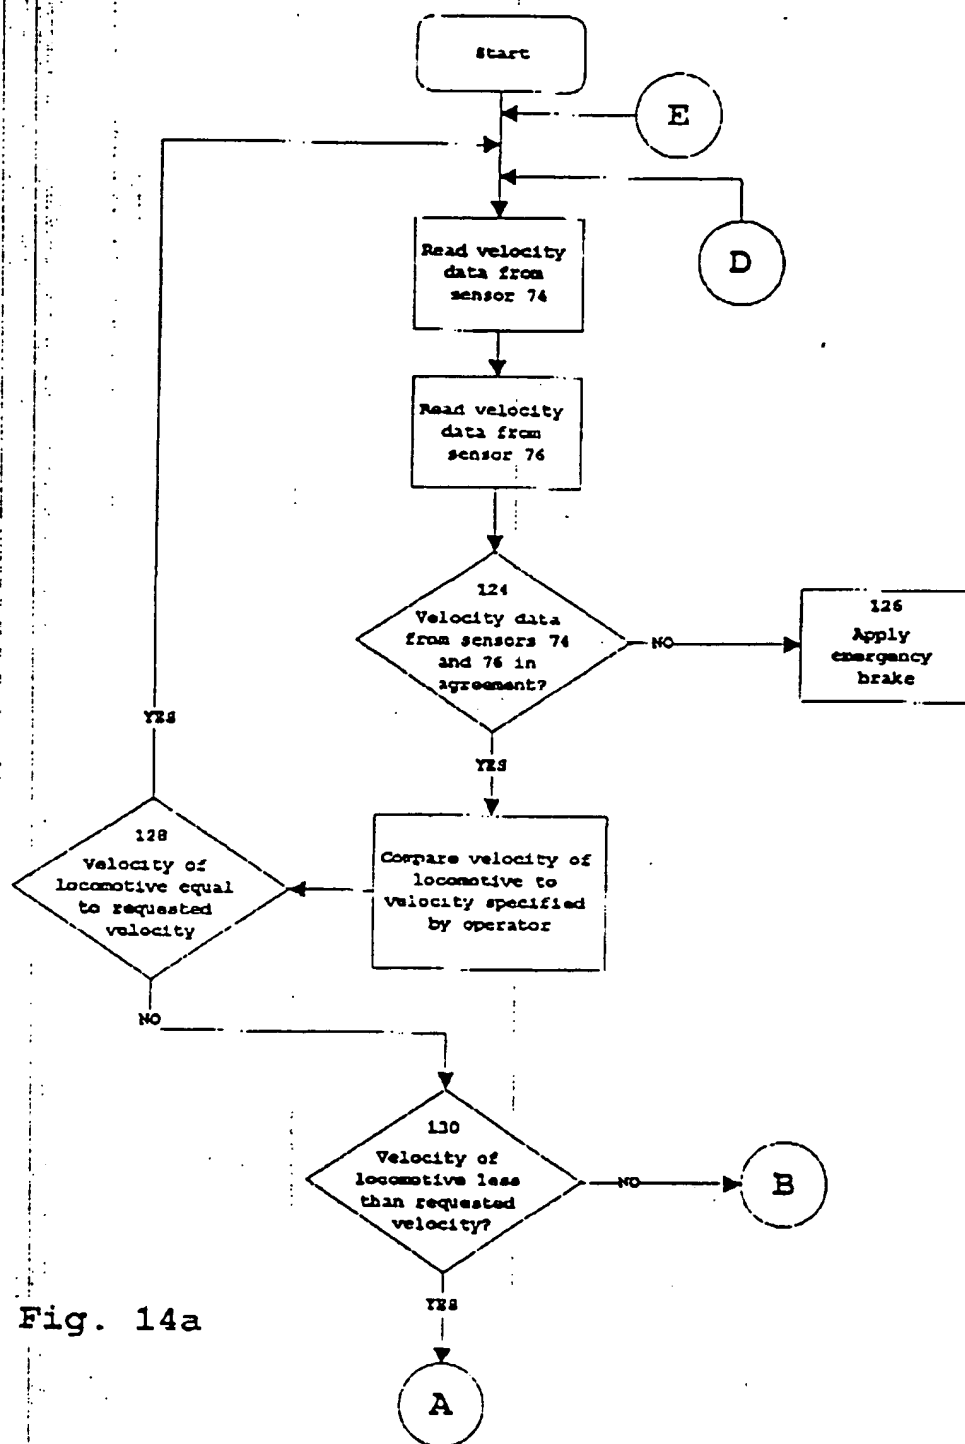 Start
E
D
Read velocity
data from
sensor 74
Read velocity
data from
sensor 76
124
Velocity data
from sensors 74
and 76 in
agreement?
NO
126
Apply
emergency
brake
YES
YES
128
Velocity of
locomotive equal
to requested
velocity
Compare velocity of
locomotive to
velocity specified
by operator
NO
130
Velocity of
locomotive less
than requested
velocity?
NO
B
YES
Fig. 14a
A